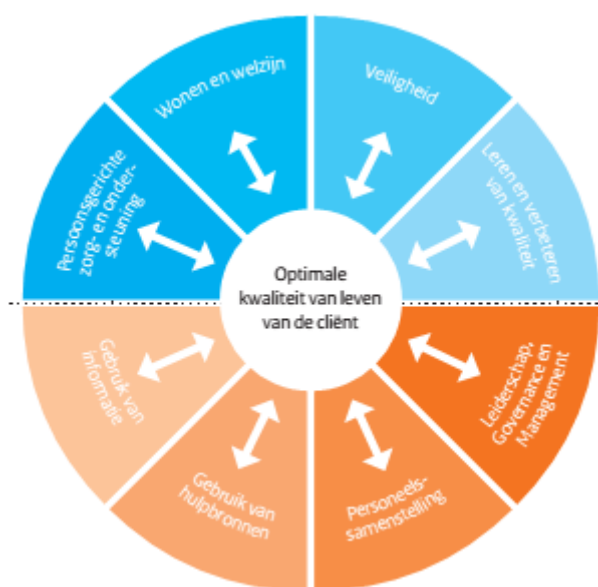 Wonen en welzijn
Veiligheid
Persoonsgerichte
zorg- en onder-
steuning
Leren en verbeteren
van kwaliteit
Optimale
kwaliteit van leven
van de cliënt
Gebruik van
informatie
Leiderschap,
Governance en
Management
Gebruik van
hulpbronnen
Personeels-
samenstelling